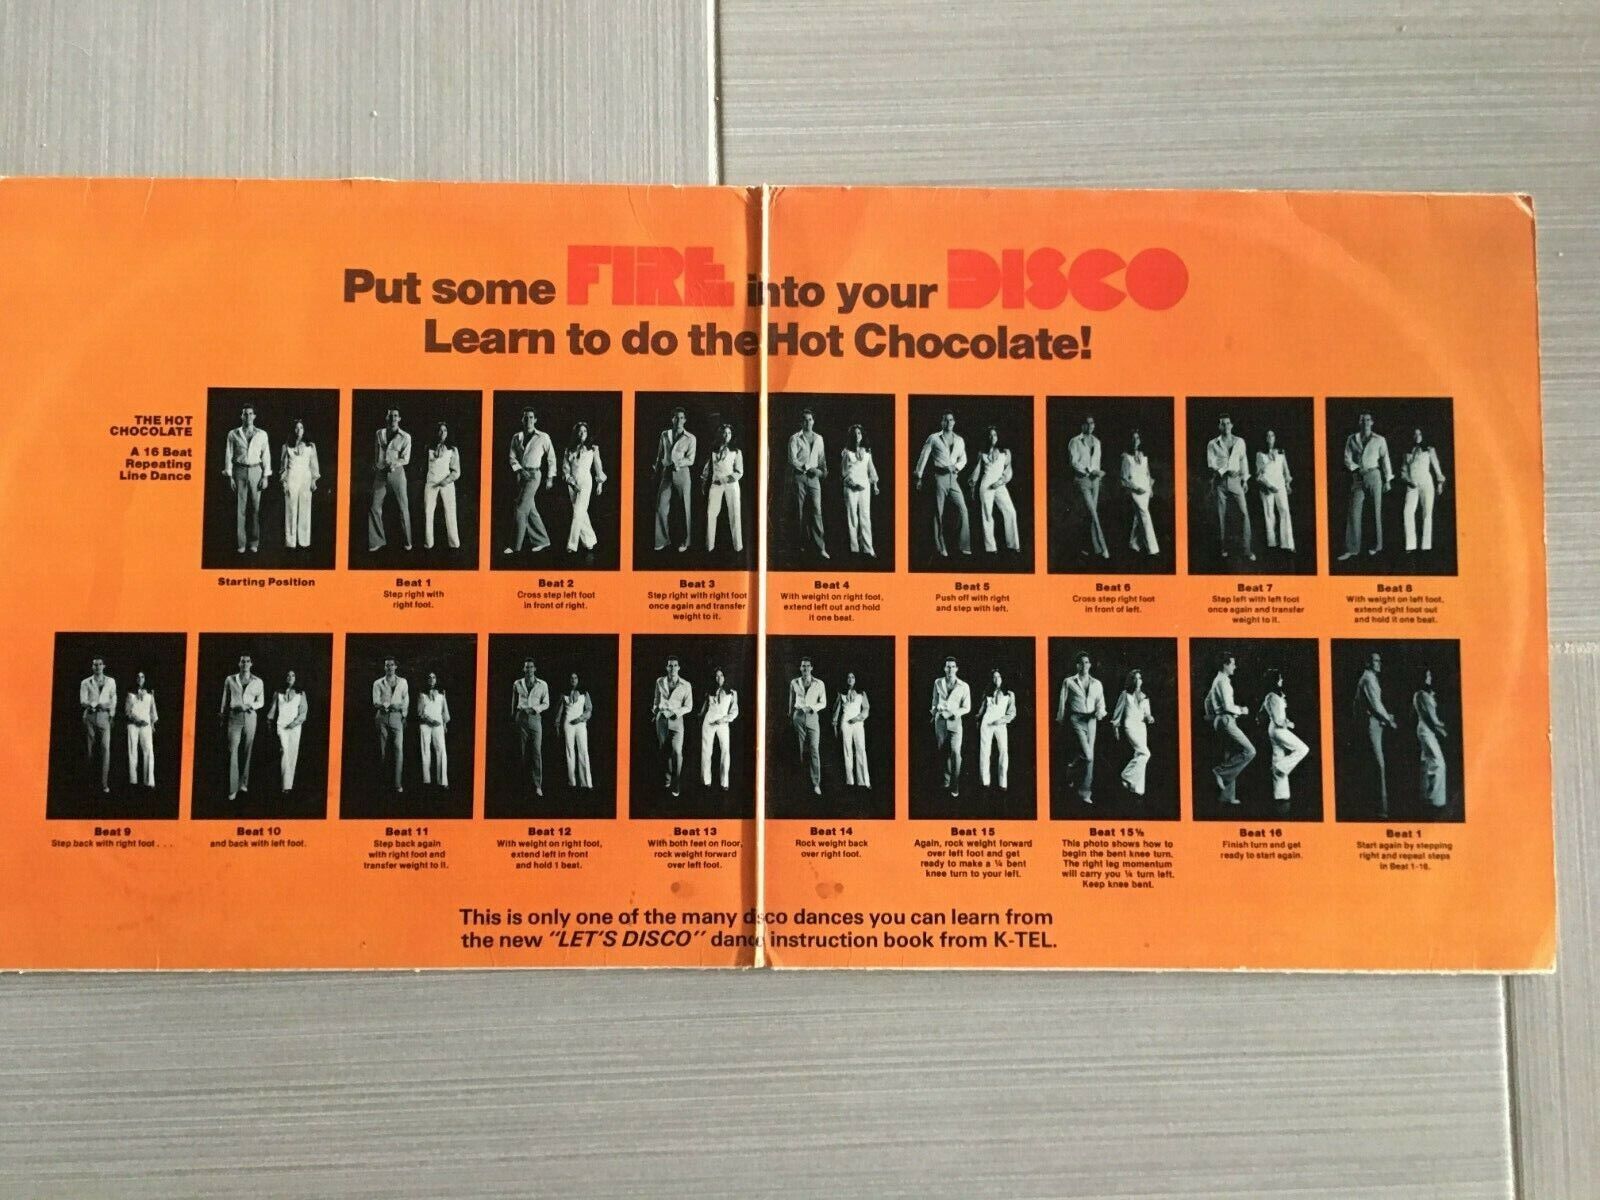 Put some FIRE into your DISCO
Learn to do the Hot Chocolate!
THE HOT
CHOCOLATE
A 16 Beat
Repeating
Line Dance
Starting Position
Beat 1
Step right with
right foot.
Beat 2
Cross step left foot
in front of right.
Beat 3
Step right with right foot
once again and transfer
weight to it.
Beat 4
With weight on right foot,
extend left out and hold
it one beat.
Beat 5
Push off with right
and step with left.
Beat 6
Cross step right foot
in front of left.
Beat 7
Step left with left foot
once again and transfer
weight to it.
Beat 8
With weight on left foot,
extend right foot out
and hold it one beat.
Beat 9
Step back with right foot . . .
Beat 10
and back with left foot.
Beat 11
Step back again
with right foot and
transfer weight to it.
Beat 12
With weight on right foot,
extend left in front
and hold 1 beat.
Beat 13
With both feet on floor,
rock weight forward
over left foot.
Beat 14
Rock weight back
over right foot.
Beat 15
Again, rock weight forward
over left foot and get
ready to make a ¼ bent
knee turn to your left.
Beat 15½
This photo shows how to
begin the bent knee turn.
The right leg momentum
will carry you ¼ turn left.
Keep knee bent.
Beat 16
Finish turn and get
ready to start again.
Beat 1
Start again by stepping
right and repeat steps
in Beat 1-16.
This is only one of the many disco dances you can learn from
the new "LET'S DISCO" dance instruction book from K-TEL.